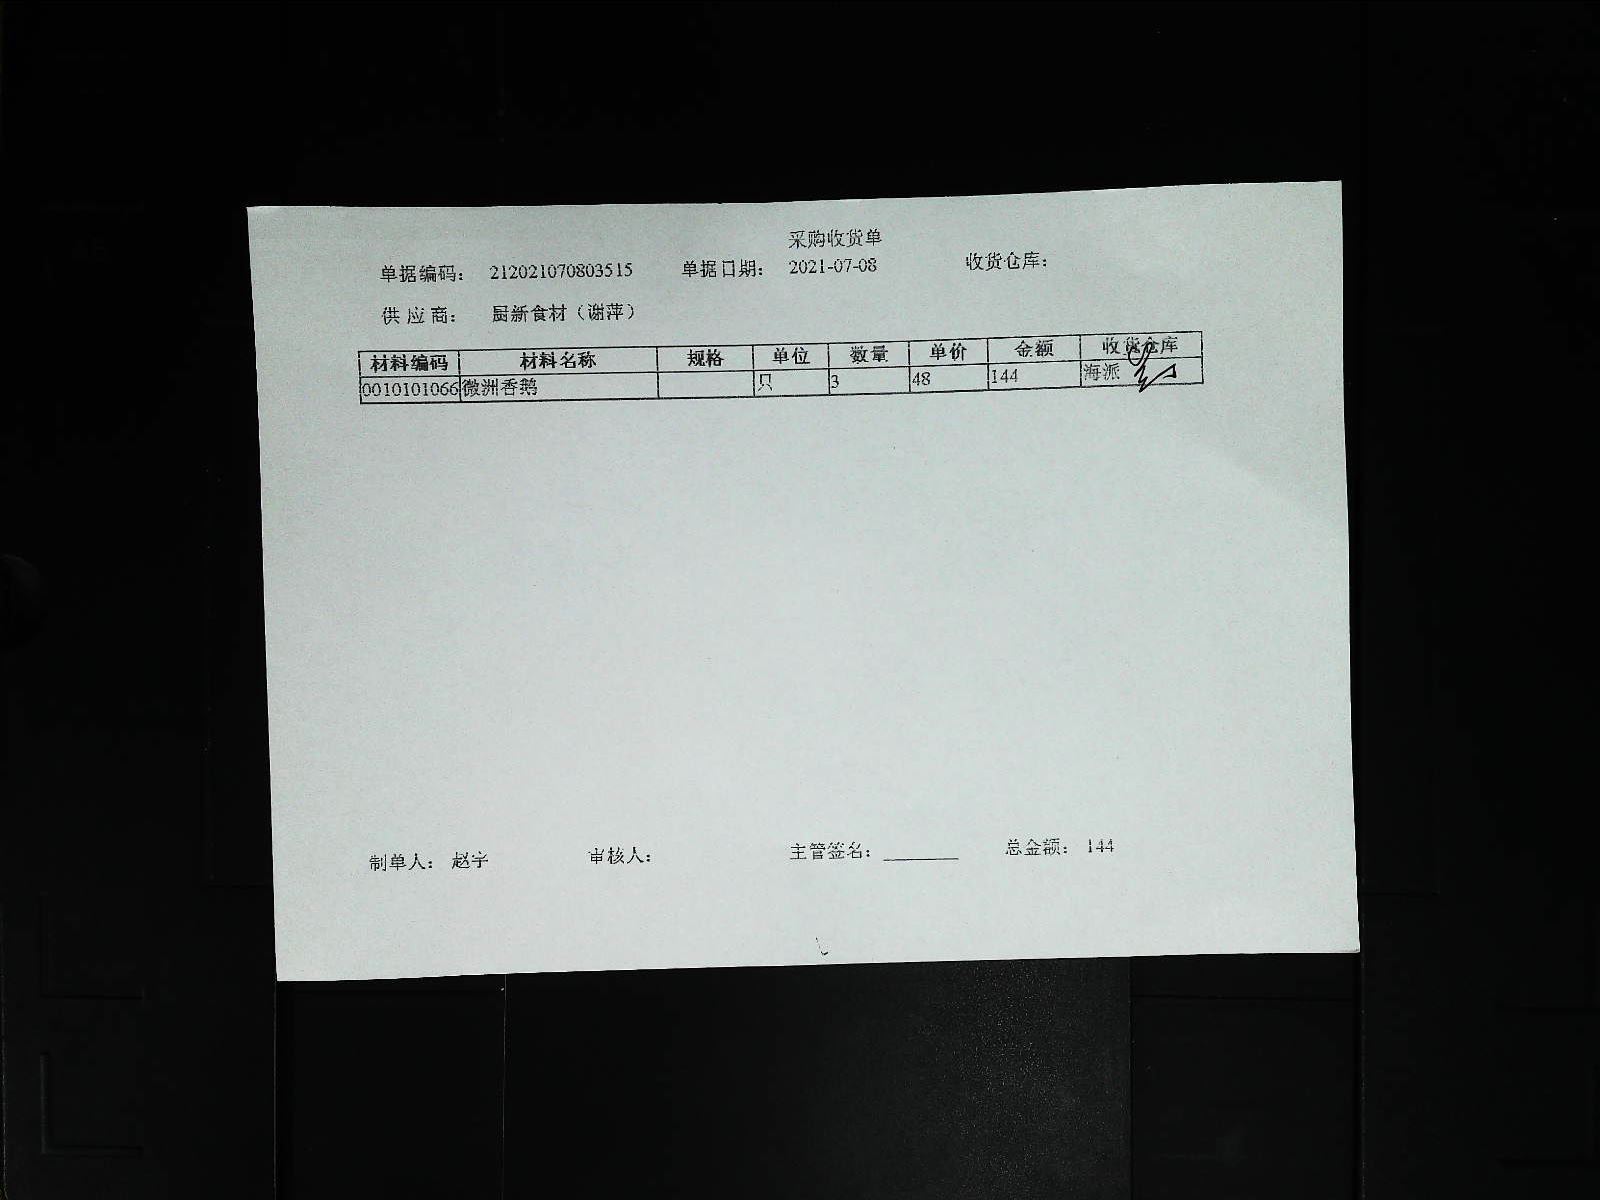 采购收货单
单据编码： 212021070803515 单据日期： 2021-07-08 收货仓库：
供应商： 厨新食材（谢萍）
材料编码 材料名称 规格 单位 数量 单价 金额 收货仓库
0010101066 微洲香鹅 只 3 48 144 海派
制单人： 赵宇 审核人： 主管签名： 总金额： 144